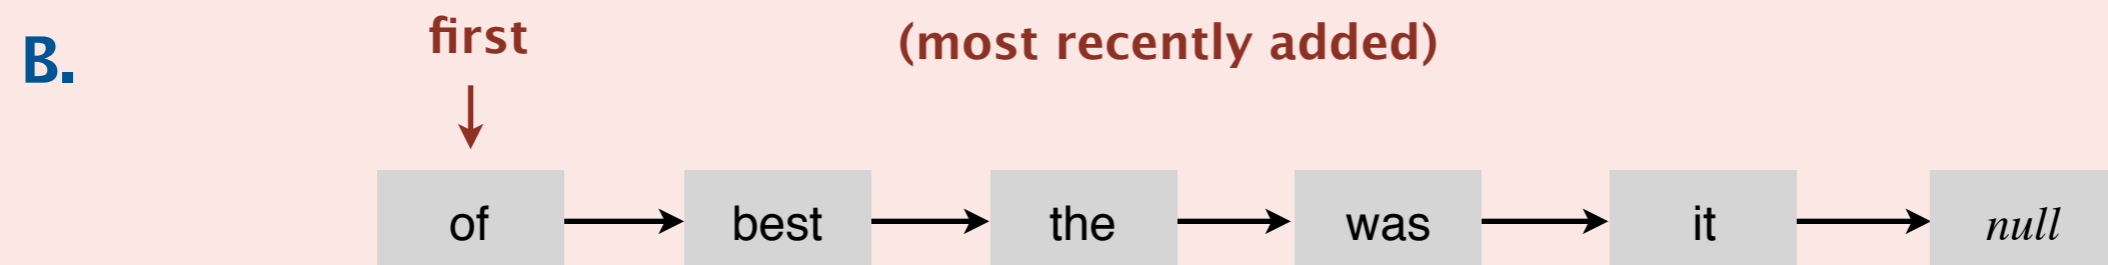 B.
first (most recently added)
of best the was it null